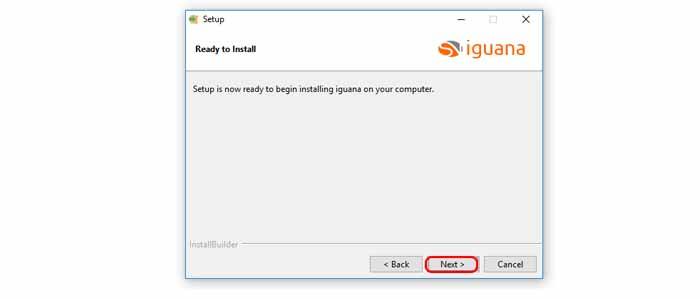 Setup
Ready to Install
iguana
Setup is now ready to begin installing iguana on your computer.
InstallBuilder
< Back
Next >
Cancel